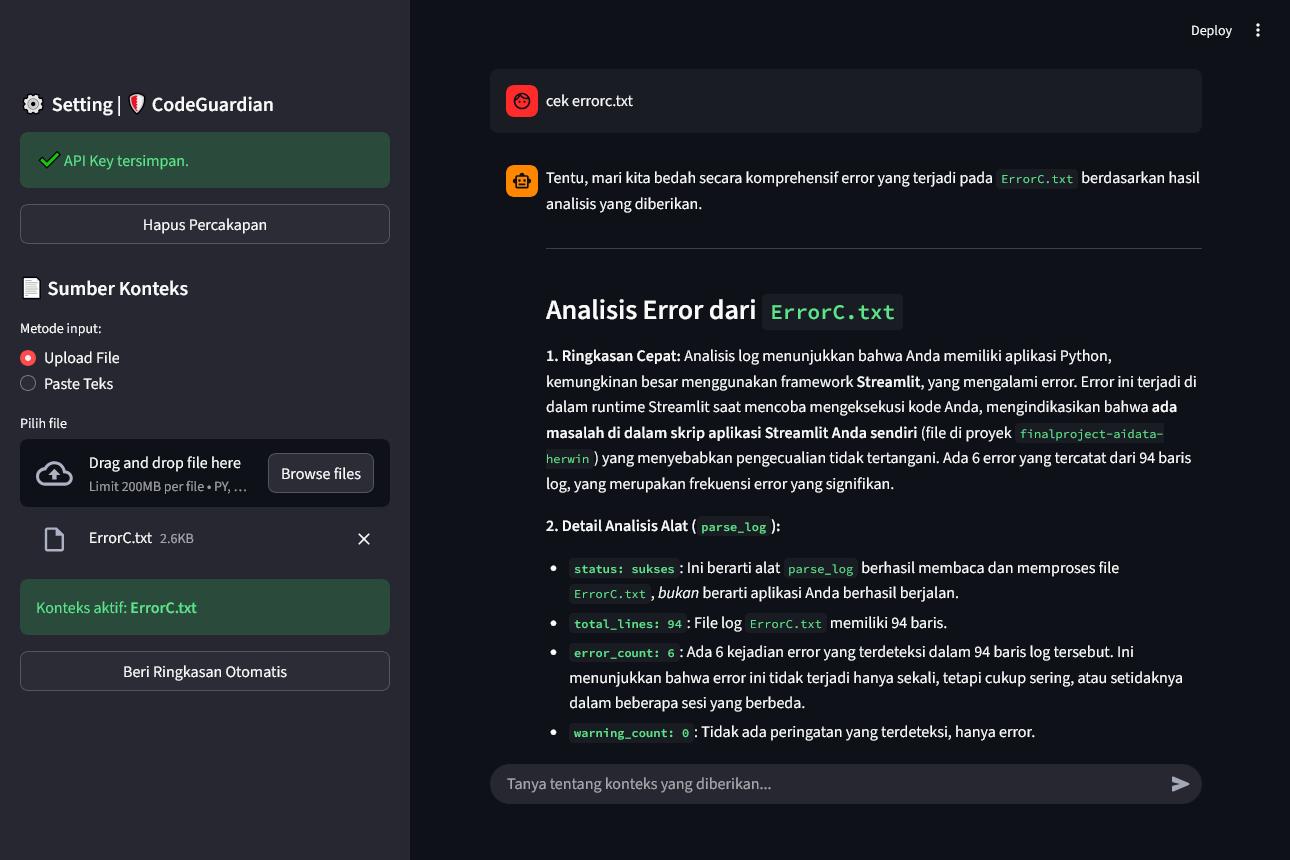 Deploy
Setting | CodeGuardian
API Key tersimpan.
Hapus Percakapan
Sumber Konteks
Metode input:
Upload File
Paste Teks
Pilih file
Drag and drop file here
Limit 200MB per file • PY, ...
Browse files
ErrorC.txt 2.6KB
Konteks aktif: ErrorC.txt
Beri Ringkasan Otomatis
cek errorc.txt
Tentu, mari kita bedah secara komprehensif error yang terjadi pada ErrorC.txt berdasarkan hasil
analisis yang diberikan.
Analisis Error dari ErrorC.txt
1. Ringkasan Cepat: Analisis log menunjukkan bahwa Anda memiliki aplikasi Python,
kemungkinan besar menggunakan framework Streamlit, yang mengalami error. Error ini terjadi di
dalam runtime Streamlit saat mencoba mengeksekusi kode Anda, mengindikasikan bahwa ada
masalah di dalam skrip aplikasi Streamlit Anda sendiri (file di proyek finalproject-aidata-
herwin) yang menyebabkan pengecualian tidak tertangani. Ada 6 error yang tercatat dari 94 baris
log, yang merupakan frekuensi error yang signifikan.
2. Detail Analisis Alat (parse_log):
• status: sukses: Ini berarti alat parse_log berhasil membaca dan memproses file
ErrorC.txt, bukan berarti aplikasi Anda berhasil berjalan.
• total_lines: 94: File log ErrorC.txt memiliki 94 baris.
• error_count: 6: Ada 6 kejadian error yang terdeteksi dalam 94 baris log tersebut. Ini
menunjukkan bahwa error ini tidak terjadi hanya sekali, tetapi cukup sering, atau setidaknya
dalam beberapa sesi yang berbeda.
• warning_count: 0: Tidak ada peringatan yang terdeteksi, hanya error.
Tanya tentang konteks yang diberikan...